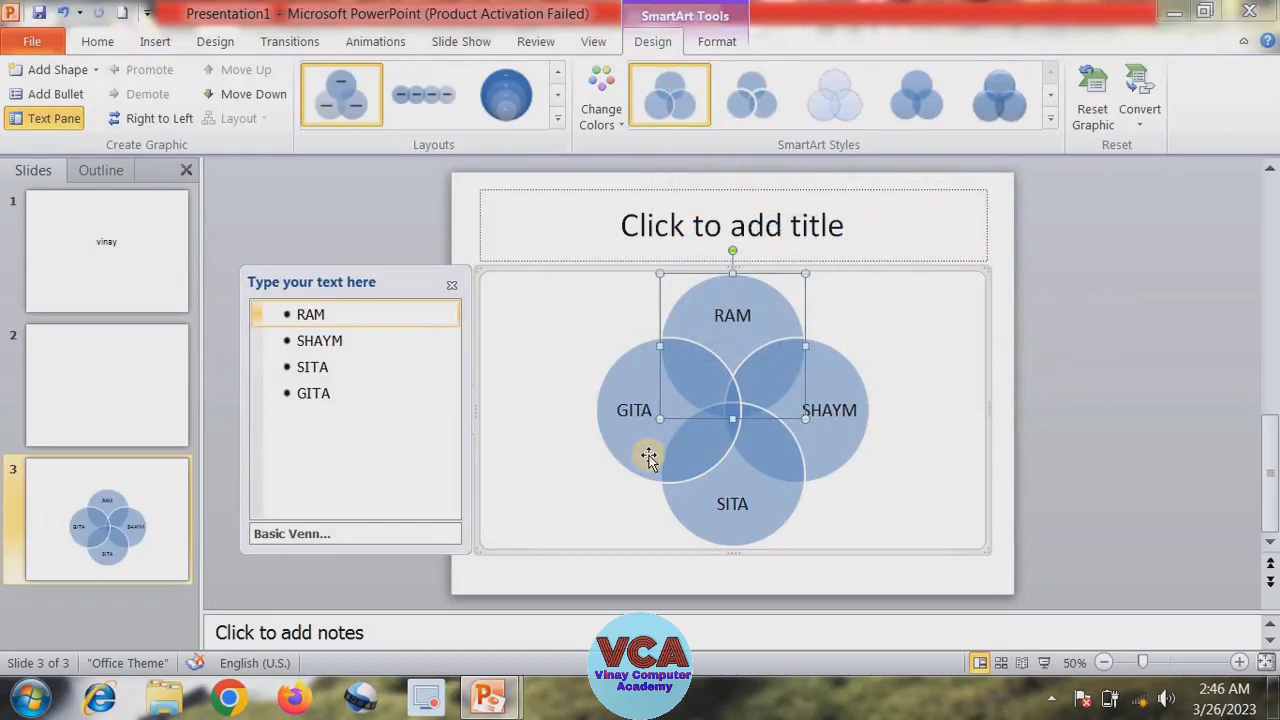 Presentation1 - Microsoft PowerPoint (Product Activation Failed)
SmartArt Tools
File
Home
Insert
Design
Transitions
Animations
Slide Show
Review
View
Design
Format
Add Shape
Promote
Move Up
Add Bullet
Demote
Move Down
Text Pane
Right to Left
Layout
Create Graphic
Layouts
Change
Colors
SmartArt Styles
Reset
Graphic
Convert
Reset
Slides
Outline
1
vinay
2
3
RAM
GITA
SHAYM
SITA
Type your text here
RAM
SHAYM
SITA
GITA
Basic Venn...
Click to add title
RAM
GITA
SHAYM
SITA
Click to add notes
Slide 3 of 3
"Office Theme"
English (U.S.)
50%
VCA
Vinay Computer
Academy
2:46 AM
3/26/2023